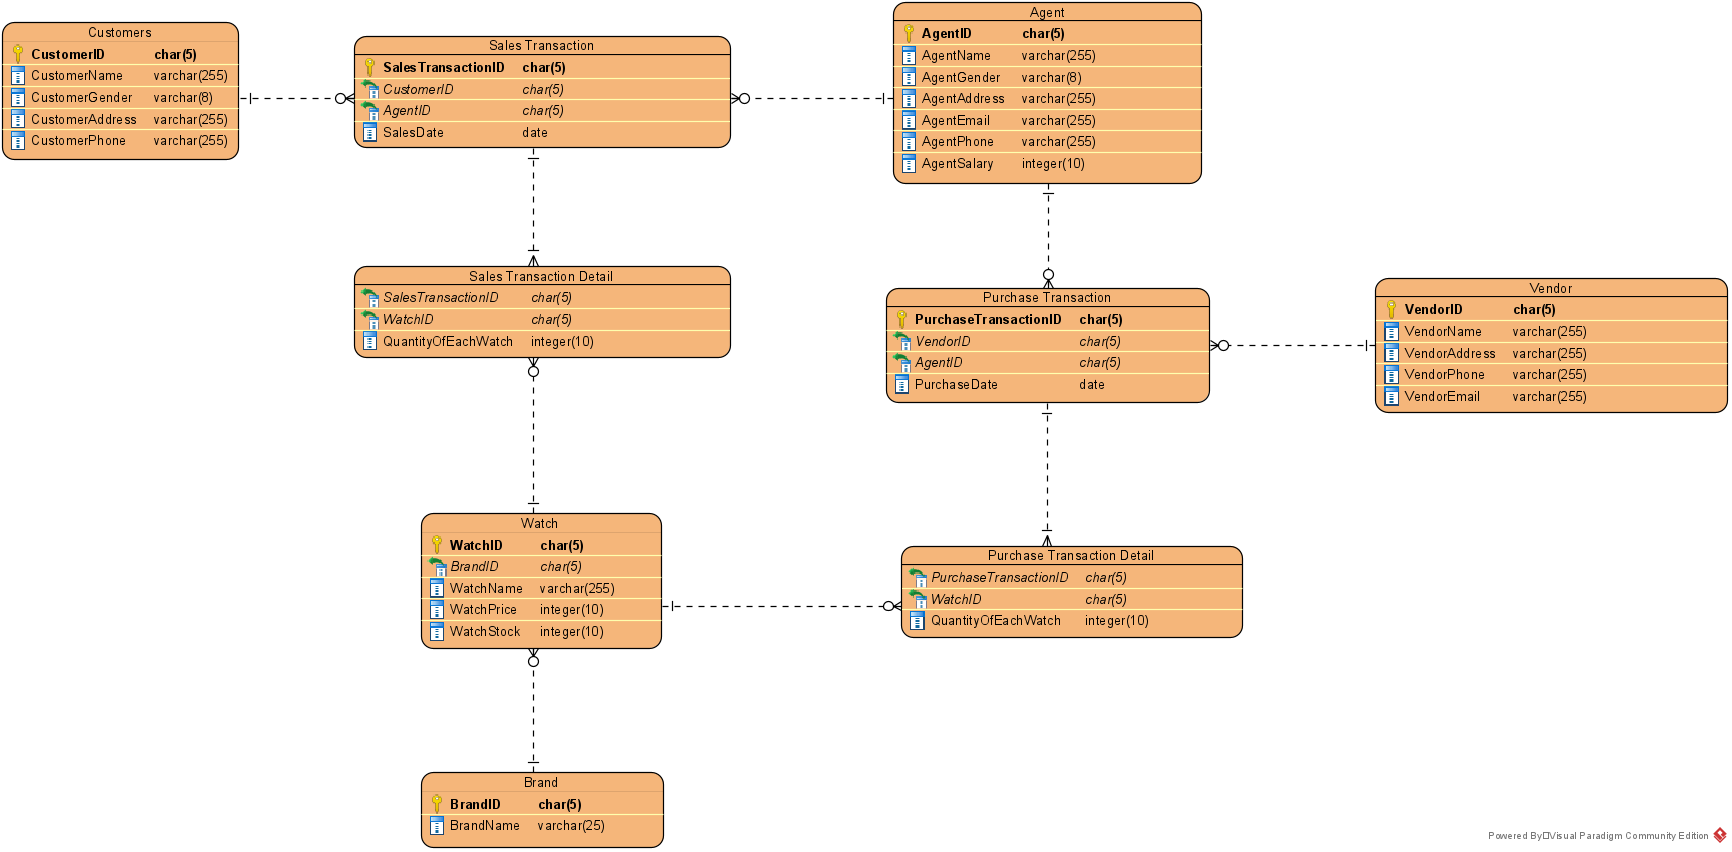 Customers
CustomerID char(5)
CustomerName varchar(255)
CustomerGender varchar(8)
CustomerAddress varchar(255)
CustomerPhone varchar(255)
Sales Transaction
SalesTransactionID char(5)
CustomerID char(5)
AgentID char(5)
SalesDate date
Agent
AgentID char(5)
AgentName varchar(255)
AgentGender varchar(8)
AgentAddress varchar(255)
AgentEmail varchar(255)
AgentPhone varchar(255)
AgentSalary integer(10)
Sales Transaction Detail
SalesTransactionID char(5)
WatchID char(5)
QuantityOfEachWatch integer(10)
Purchase Transaction
PurchaseTransactionID char(5)
VendorID char(5)
AgentID char(5)
PurchaseDate date
Vendor
VendorID char(5)
VendorName varchar(255)
VendorAddress varchar(255)
VendorPhone varchar(255)
VendorEmail varchar(255)
Watch
WatchID char(5)
BrandID char(5)
WatchName varchar(255)
WatchPrice integer(10)
WatchStock integer(10)
Purchase Transaction Detail
PurchaseTransactionID char(5)
WatchID char(5)
QuantityOfEachWatch integer(10)
Brand
BrandID char(5)
BrandName varchar(25)
Powered By□Visual Paradigm Community Edition